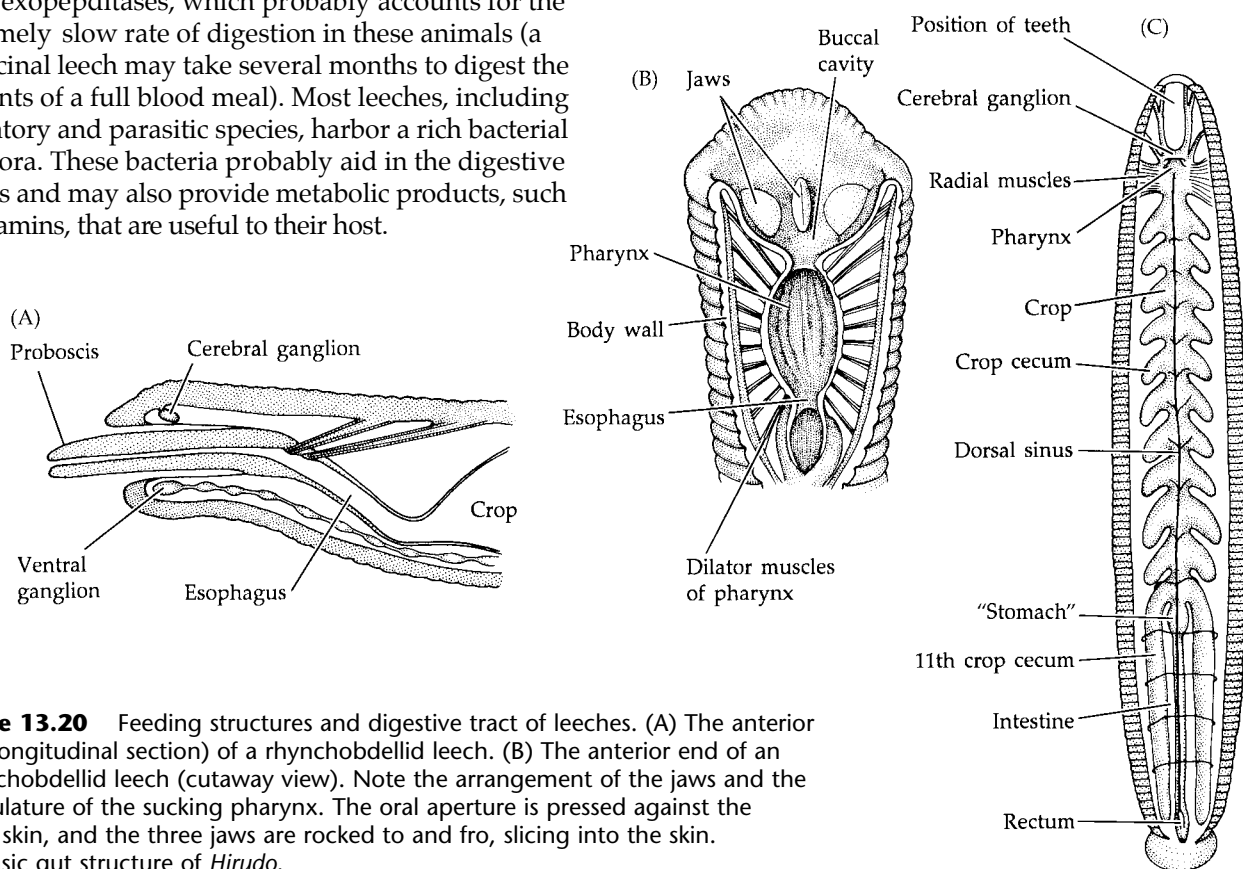 exopepditases, which probably accounts for the
mely slow rate of digestion in these animals (a
cinal leech may take several months to digest the
nts of a full blood meal). Most leeches, including
tory and parasitic species, harbor a rich bacterial
ora. These bacteria probably aid in the digestive
s and may also provide metabolic products, such
amins, that are useful to their host.
(A)
Proboscis
Cerebral ganglion
Crop
Ventral
ganglion
Esophagus
(B)
Jaws
Buccal
cavity
Pharynx
Body wall
Esophagus
Dilator muscles
of pharynx
(C)
Position of teeth
Cerebral ganglion
Radial muscles
Pharynx
Crop
Crop cecum
Dorsal sinus
"Stomach"
11th crop cecum
Intestine
Rectum
e 13.20 Feeding structures and digestive tract of leeches. (A) The anterior
ongitudinal section) of a rhynchobdellid leech. (B) The anterior end of an
chobdellid leech (cutaway view). Note the arrangement of the jaws and the
ulature of the sucking pharynx. The oral aperture is pressed against the
skin, and the three jaws are rocked to and fro, slicing into the skin.
sic gut structure of Hirudo.